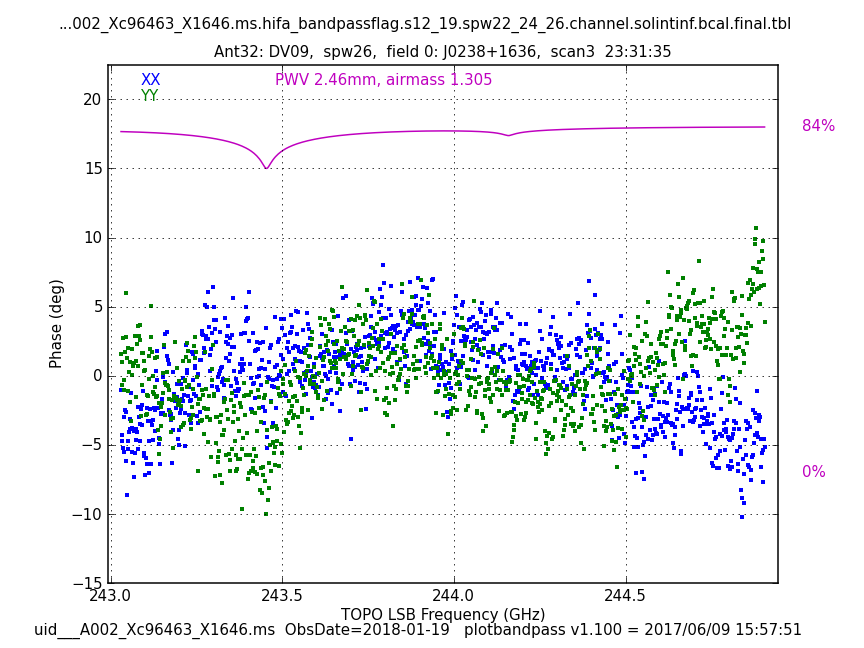 ...002_Xc96463_X1646.ms.hifa_bandpassflag.s12_19.spw22_24_26.channel.solintinf.bcal.final.tbl
Ant32: DV09,  spw26,  field 0: J0238+1636,  scan3  23:31:35
XX
PWV 2.46mm, airmass 1.305
YY
20
84%
15
10
5
0
−5
0%
−10
−15
Phase (deg)
243.0
243.5
244.0
244.5
TOPO LSB Frequency (GHz)
uid___A002_Xc96463_X1646.ms  ObsDate=2018-01-19   plotbandpass v1.100 = 2017/06/09 15:57:51